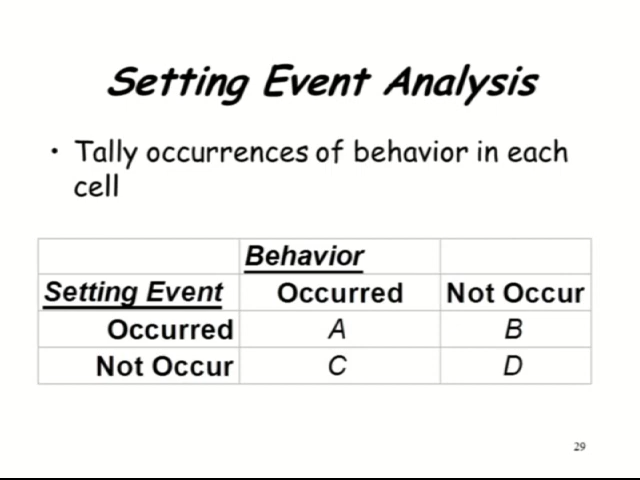 Setting Event Analysis
• Tally occurrences of behavior in each
cell
Behavior
Setting Event Occurred Not Occur
Occurred A B
Not Occur C D
29